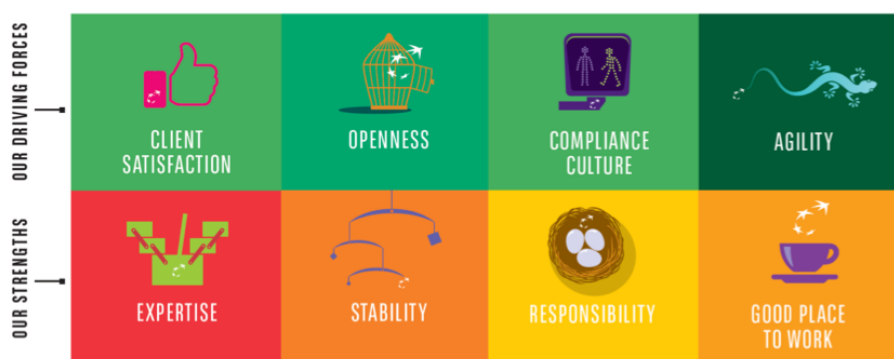 OUR DRIVING FORCES
CLIENT
SATISFACTION
OPENNESS
COMPLIANCE
CULTURE
AGILITY
OUR STRENGTHS
EXPERTISE
STABILITY
RESPONSIBILITY
GOOD PLACE
TO WORK